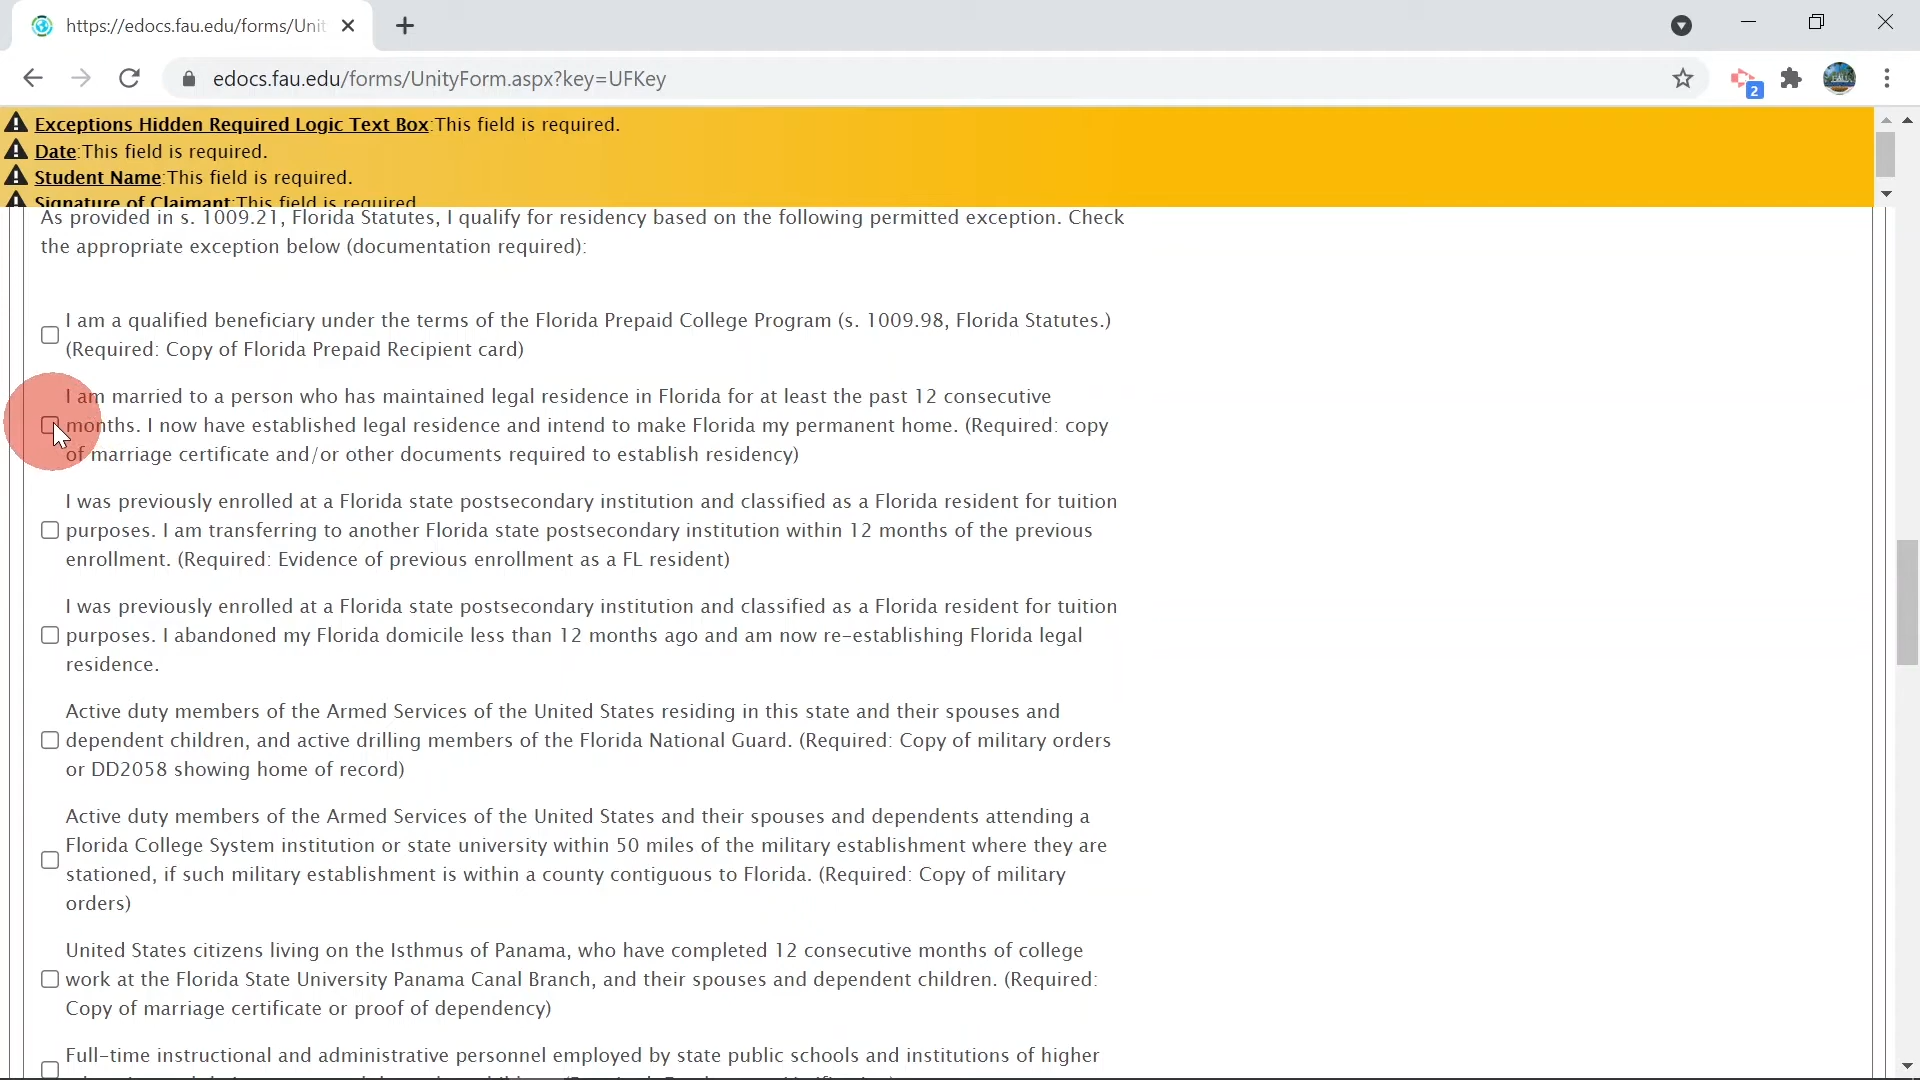 https://edocs.fau.edu/forms/Unit
edocs.fau.edu/forms/UnityForm.aspx?key=UFKey
2
Exceptions Hidden Required Logic Text Box:This field is required.
Date:This field is required.
Student Name:This field is required.
Signature of Claimant:This field is required.
As provided in s. 1009.21, Florida Statutes, I qualify for residency based on the following permitted exception. Check
the appropriate exception below (documentation required):
I am a qualified beneficiary under the terms of the Florida Prepaid College Program (s. 1009.98, Florida Statutes.)
(Required: Copy of Florida Prepaid Recipient card)
I am married to a person who has maintained legal residence in Florida for at least the past 12 consecutive
months. I now have established legal residence and intend to make Florida my permanent home. (Required: copy
of marriage certificate and/or other documents required to establish residency)
I was previously enrolled at a Florida state postsecondary institution and classified as a Florida resident for tuition
purposes. I am transferring to another Florida state postsecondary institution within 12 months of the previous
enrollment. (Required: Evidence of previous enrollment as a FL resident)
I was previously enrolled at a Florida state postsecondary institution and classified as a Florida resident for tuition
purposes. I abandoned my Florida domicile less than 12 months ago and am now re-establishing Florida legal
residence.
Active duty members of the Armed Services of the United States residing in this state and their spouses and
dependent children, and active drilling members of the Florida National Guard. (Required: Copy of military orders
or DD2058 showing home of record)
Active duty members of the Armed Services of the United States and their spouses and dependents attending a
Florida College System institution or state university within 50 miles of the military establishment where they are
stationed, if such military establishment is within a county contiguous to Florida. (Required: Copy of military
orders)
United States citizens living on the Isthmus of Panama, who have completed 12 consecutive months of college
work at the Florida State University Panama Canal Branch, and their spouses and dependent children. (Required:
Copy of marriage certificate or proof of dependency)
Full-time instructional and administrative personnel employed by state public schools and institutions of higher